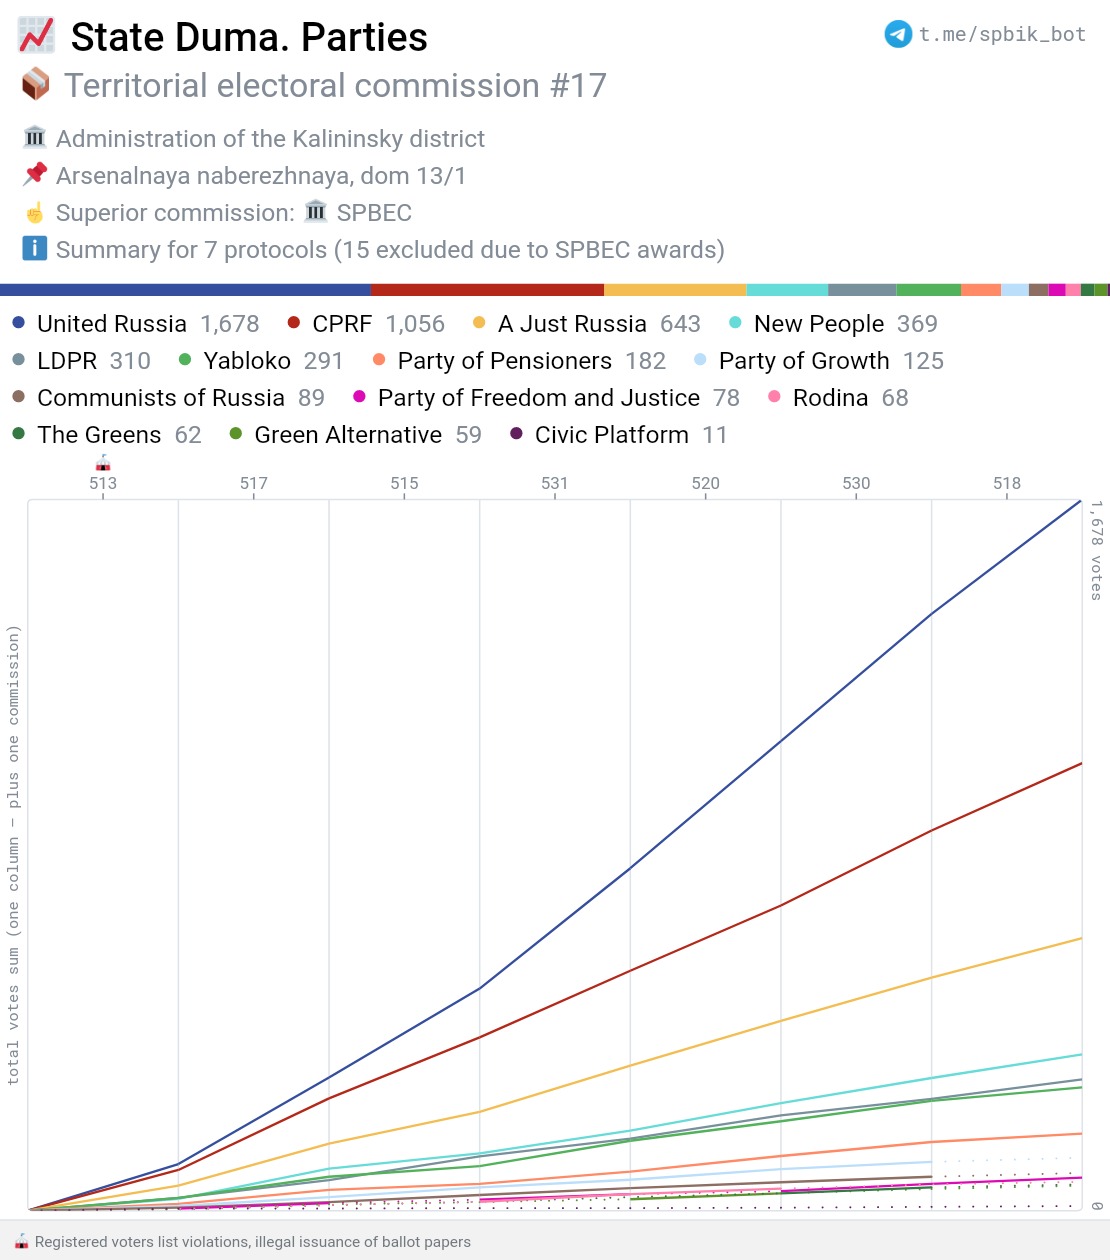 State Duma. Parties
t.me/spbik_bot
Territorial electoral commission #17
Administration of the Kalininsky district
Arsenalnaya naberezhnaya, dom 13/1
Superior commission: SPBEC
Summary for 7 protocols (15 excluded due to SPBEC awards)
United Russia 1,678 CPRF 1,056 A Just Russia 643 New People 369
LDPR 310 Yabloko 291 Party of Pensioners 182 Party of Growth 125
Communists of Russia 89 Party of Freedom and Justice 78 Rodina 68
The Greens 62 Green Alternative 59 Civic Platform 11
513 517 515 531 520 530 518
1,678 votes
total votes sum (one column — plus one commission)
0
Registered voters list violations, illegal issuance of ballot papers